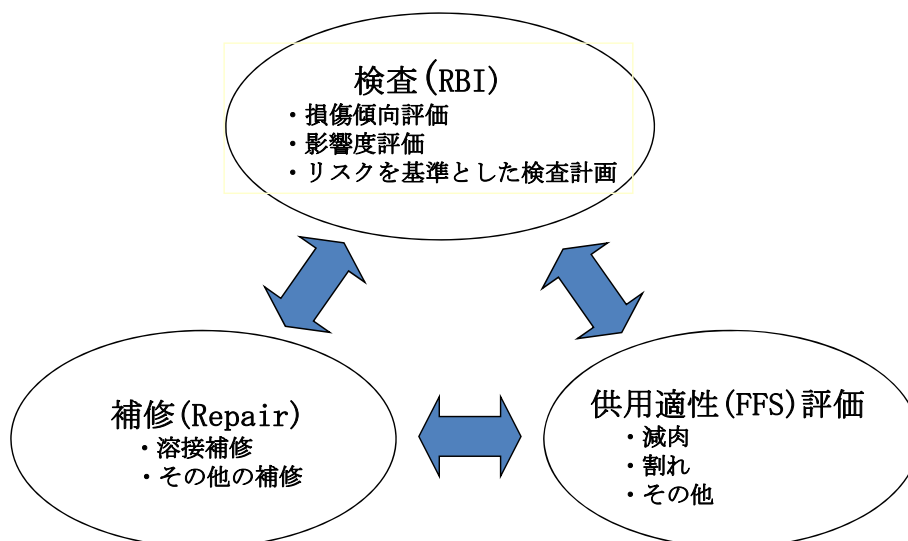 検査(RBI)
・損傷傾向評価
・影響度評価
・リスクを基準とした検査計画
補修(Repair)
・溶接補修
・その他の補修
供用適性(FFS)評価
・減肉
・割れ
・その他